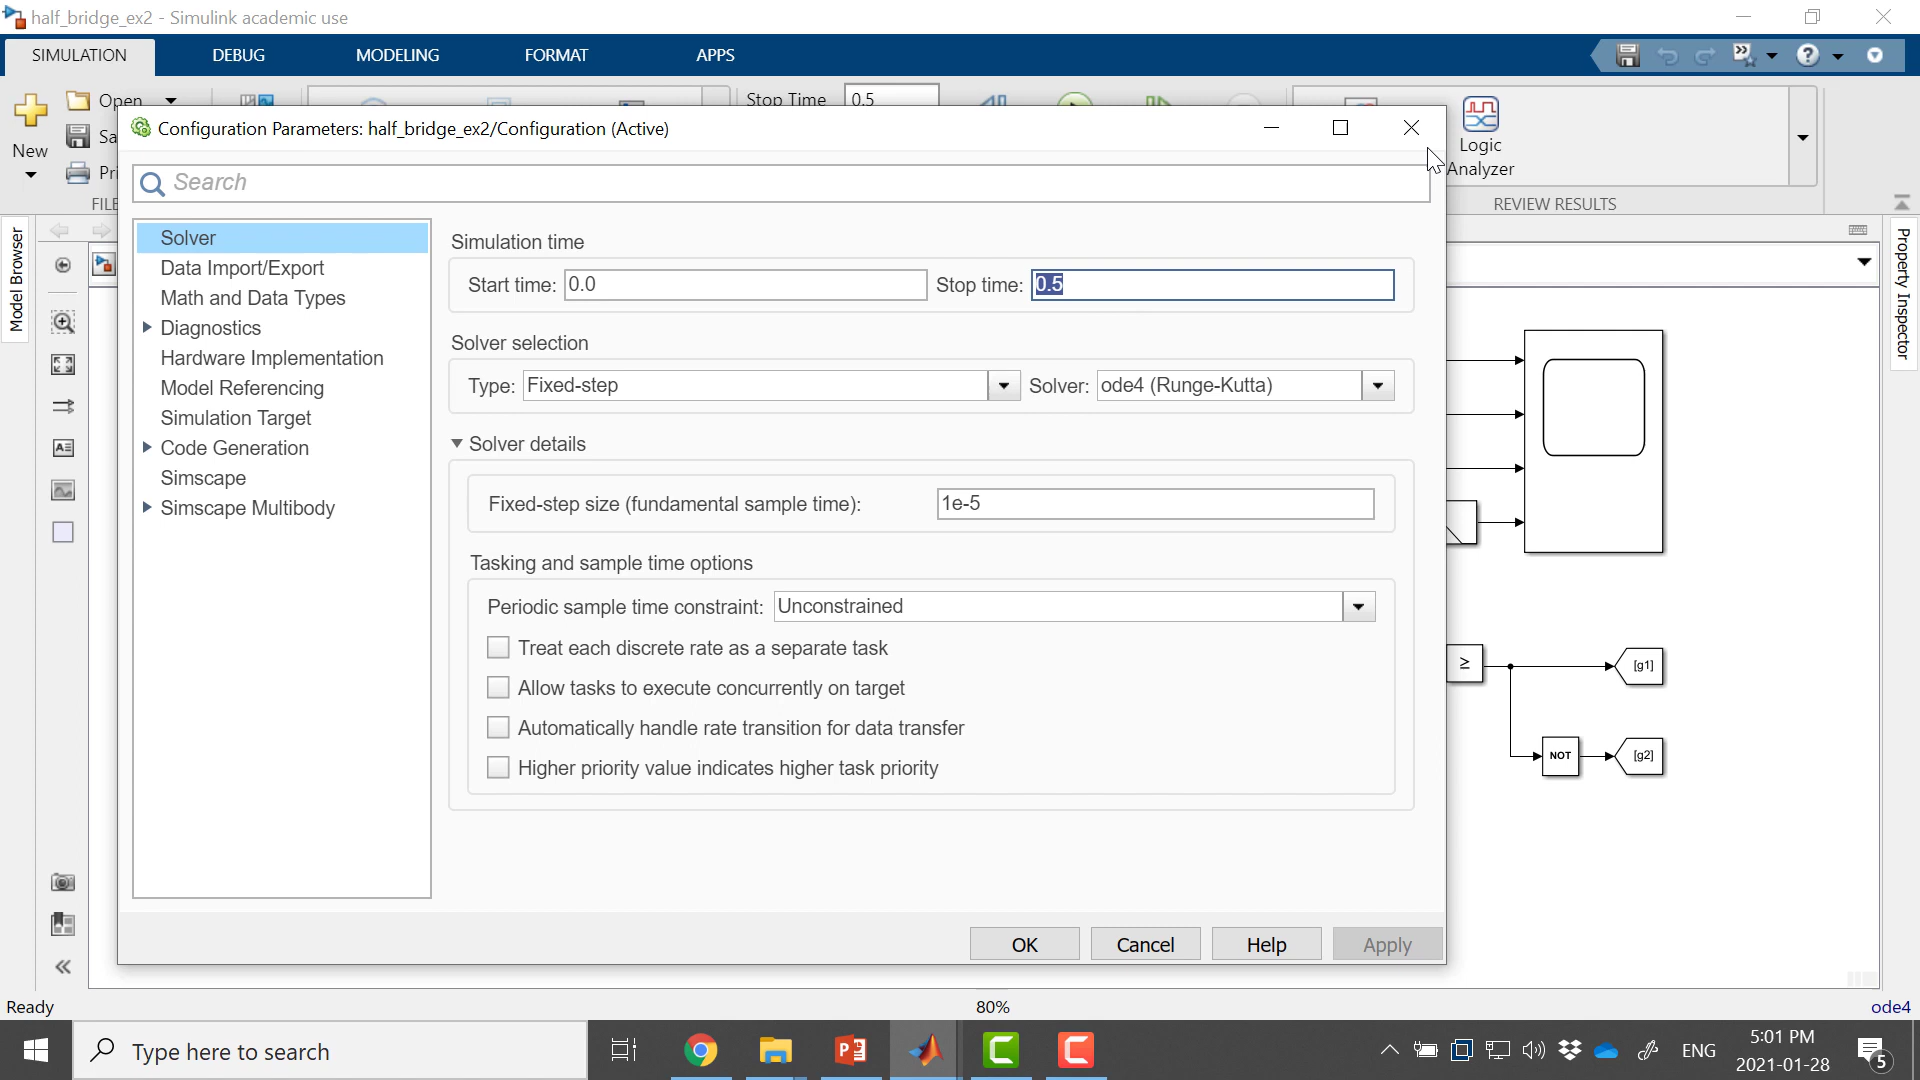 half_bridge_ex2 - Simulink academic use
SIMULATION DEBUG MODELING FORMAT APPS
Open Stop Time 0.5
New
Logic Analyzer
REVIEW RESULTS
Configuration Parameters: half_bridge_ex2/Configuration (Active)
Search
Model Browser
Property Inspector
Solver
Data Import/Export
Math and Data Types
Diagnostics
Hardware Implementation
Model Referencing
Simulation Target
Code Generation
Simscape
Simscape Multibody
Simulation time
Start time: 0.0 Stop time: 0.5
Solver selection
Type: Fixed-step Solver: ode4 (Runge-Kutta)
Solver details
Fixed-step size (fundamental sample time): 1e-5
Tasking and sample time options
Periodic sample time constraint: Unconstrained
Treat each discrete rate as a separate task
Allow tasks to execute concurrently on target
Automatically handle rate transition for data transfer
Higher priority value indicates higher task priority
OK Cancel Help Apply
≥ [g1]
NOT [g2]
Ready 80% ode4
Type here to search
ENG 5:01 PM
2021-01-28
5